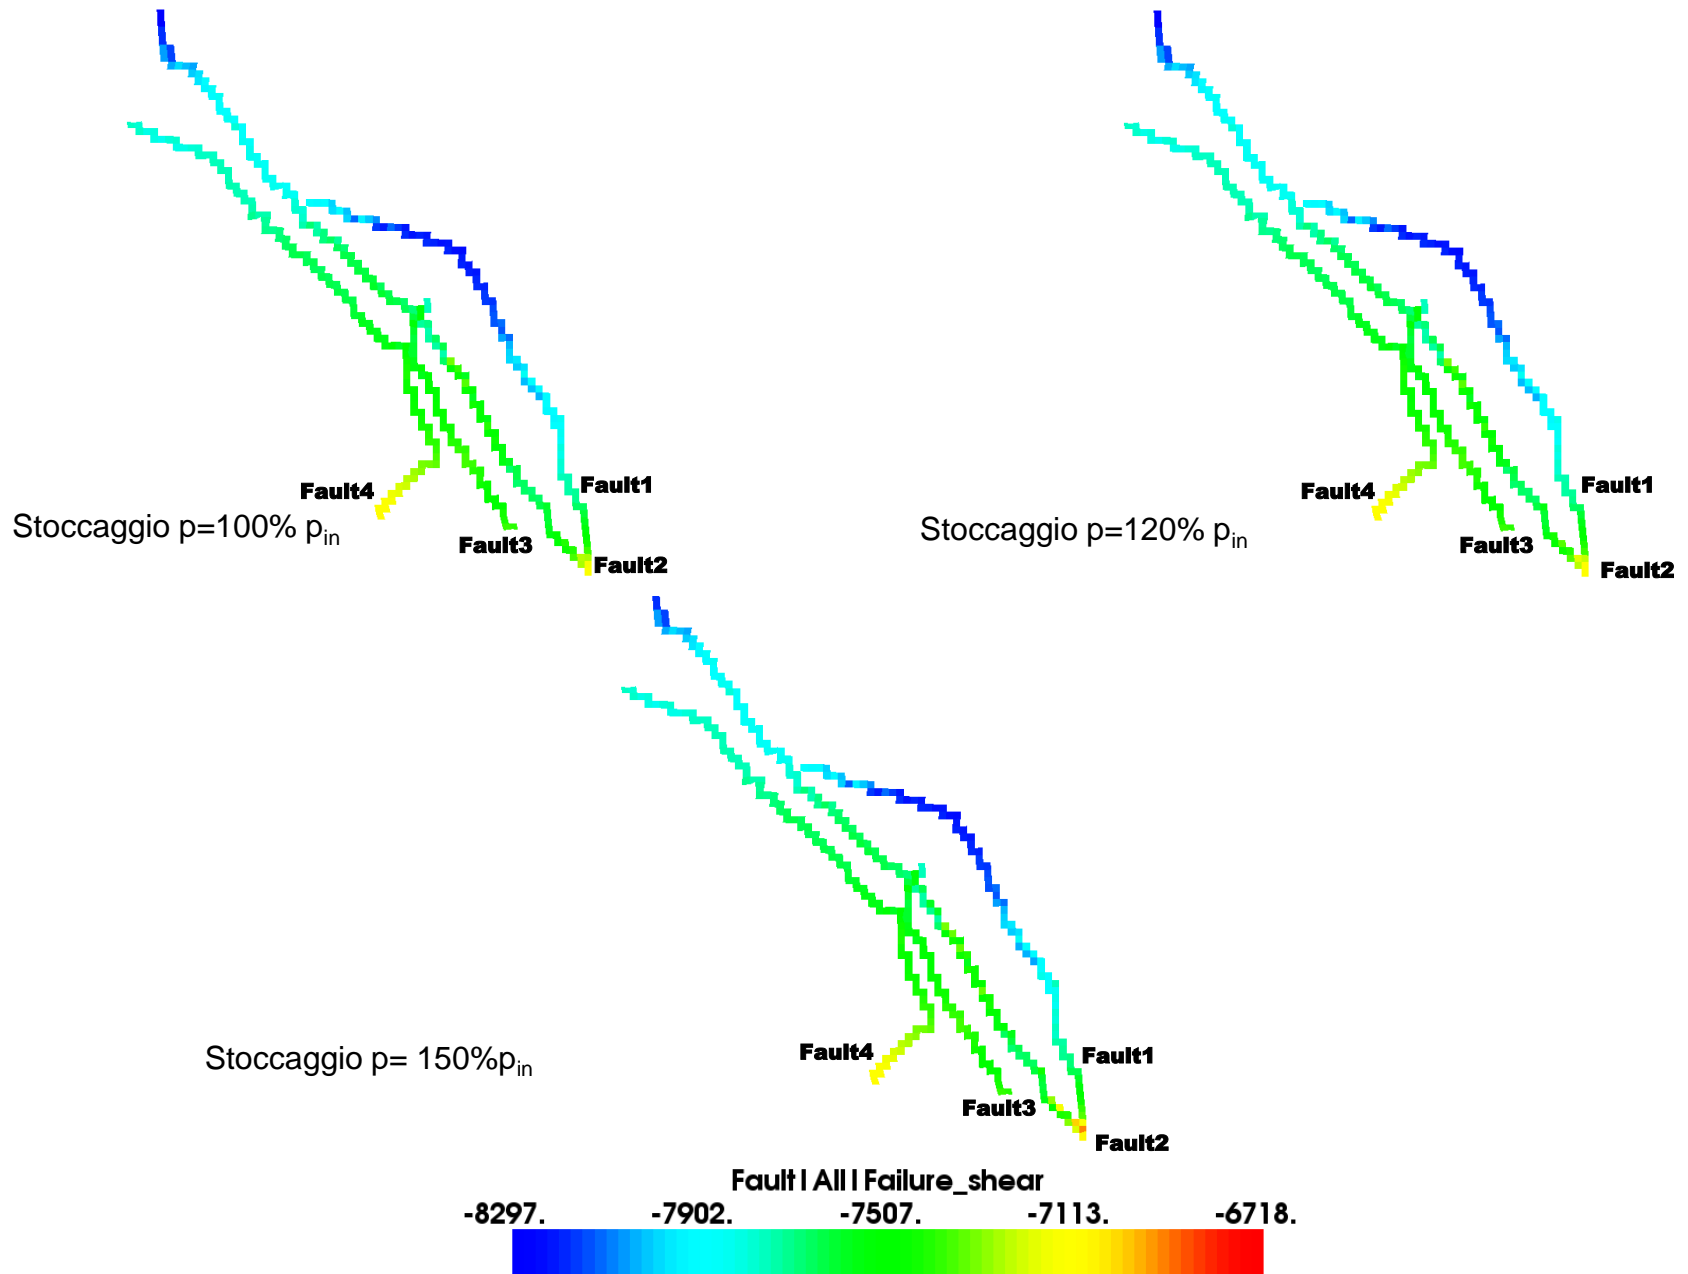 Fault4
Fault1
Stoccaggio p=100% pin
Fault3
Fault2
Fault4
Fault1
Stoccaggio p=120% pin
Fault3
Fault2
Stoccaggio p= 150%pin
Fault4
Fault1
Fault3
Fault2
Fault | All | Failure_shear
-8297. -7902. -7507. -7113. -6718.